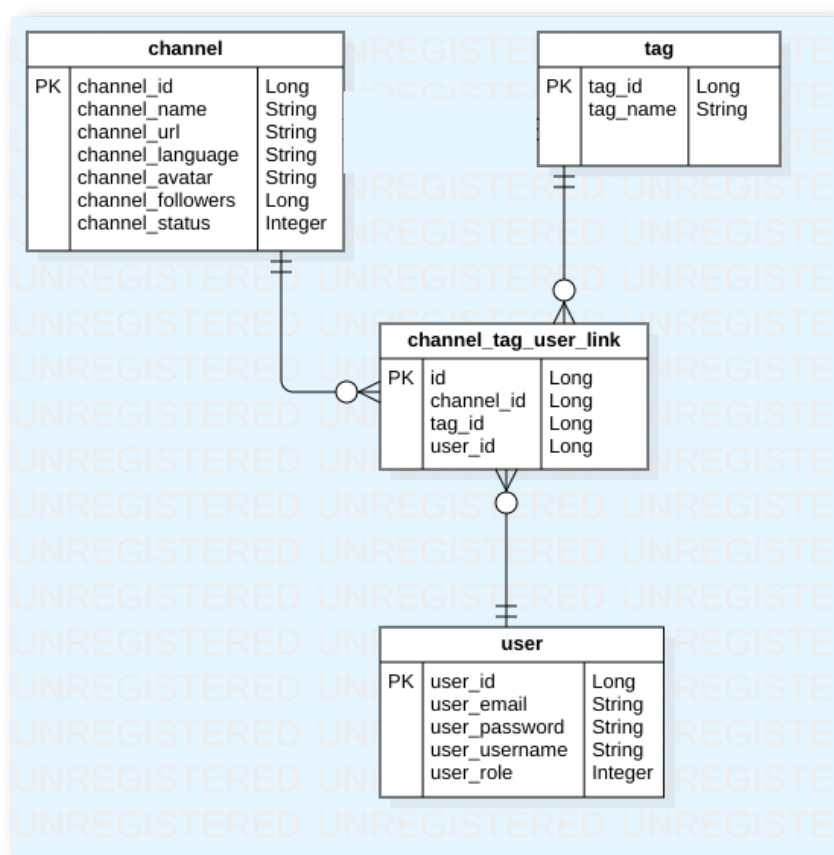 channel
PK channel_id Long
channel_name String
channel_url String
channel_language String
channel_avatar String
channel_followers Long
channel_status Integer
tag
PK tag_id Long
tag_name String
channel_tag_user_link
PK id Long
channel_id Long
tag_id Long
user_id Long
user
PK user_id Long
user_email String
user_password String
user_username String
user_role Integer
UNREGISTERED UNREGISTERED